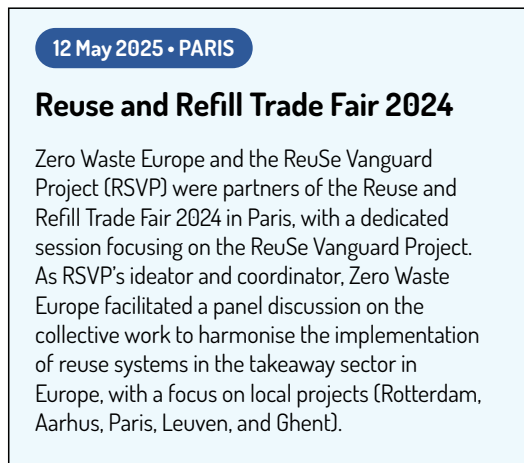 12 May 2025 • PARIS
Reuse and Refill Trade Fair 2024
Zero Waste Europe and the ReuSe Vanguard
Project (RSVP) were partners of the Reuse and
Refill Trade Fair 2024 in Paris, with a dedicated
session focusing on the ReuSe Vanguard Project.
As RSVP's ideator and coordinator, Zero Waste
Europe facilitated a panel discussion on the
collective work to harmonise the implementation
of reuse systems in the takeaway sector in
Europe, with a focus on local projects (Rotterdam,
Aarhus, Paris, Leuven, and Ghent).